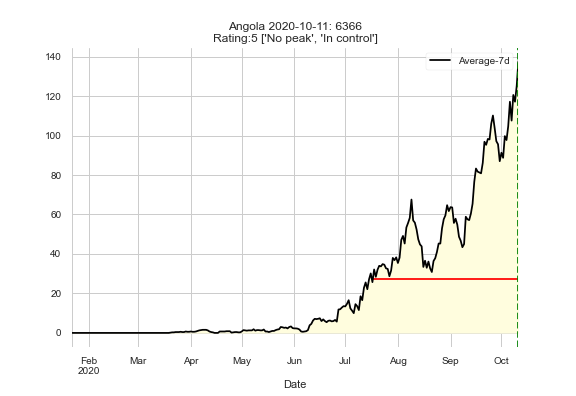 Angola 2020-10-11: 6366
Rating:5 ['No peak', 'In control']
Average-7d
140
120
100
80
60
40
20
0
Feb Mar Apr May Jun Jul Aug Sep Oct
2020
Date